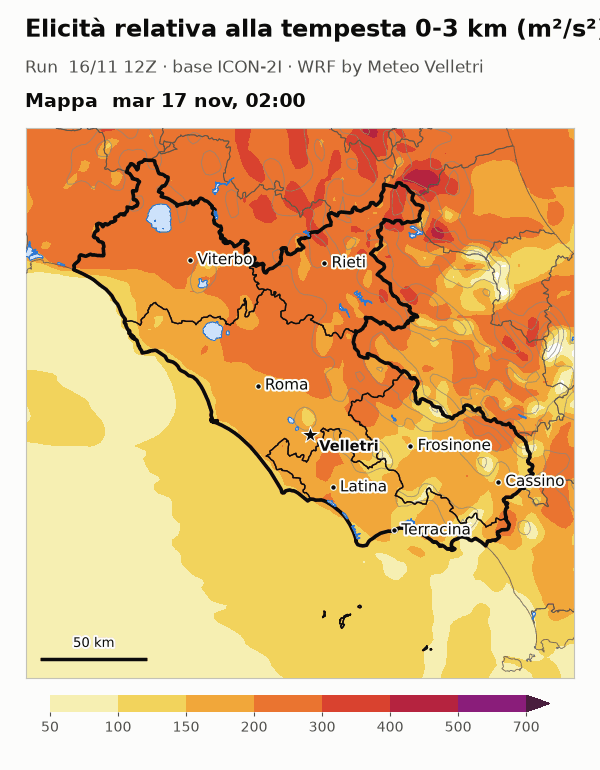 Elicità relativa alla tempesta 0-3 km (m²/s²)
Run 16/11 12Z · base ICON-2I · WRF by Meteo Velletri
Mappa mar 17 nov, 02:00
Viterbo
Rieti
Roma
Velletri
Frosinone
Latina
Cassino
Terracina
50 km
50 100 150 200 300 400 500 700